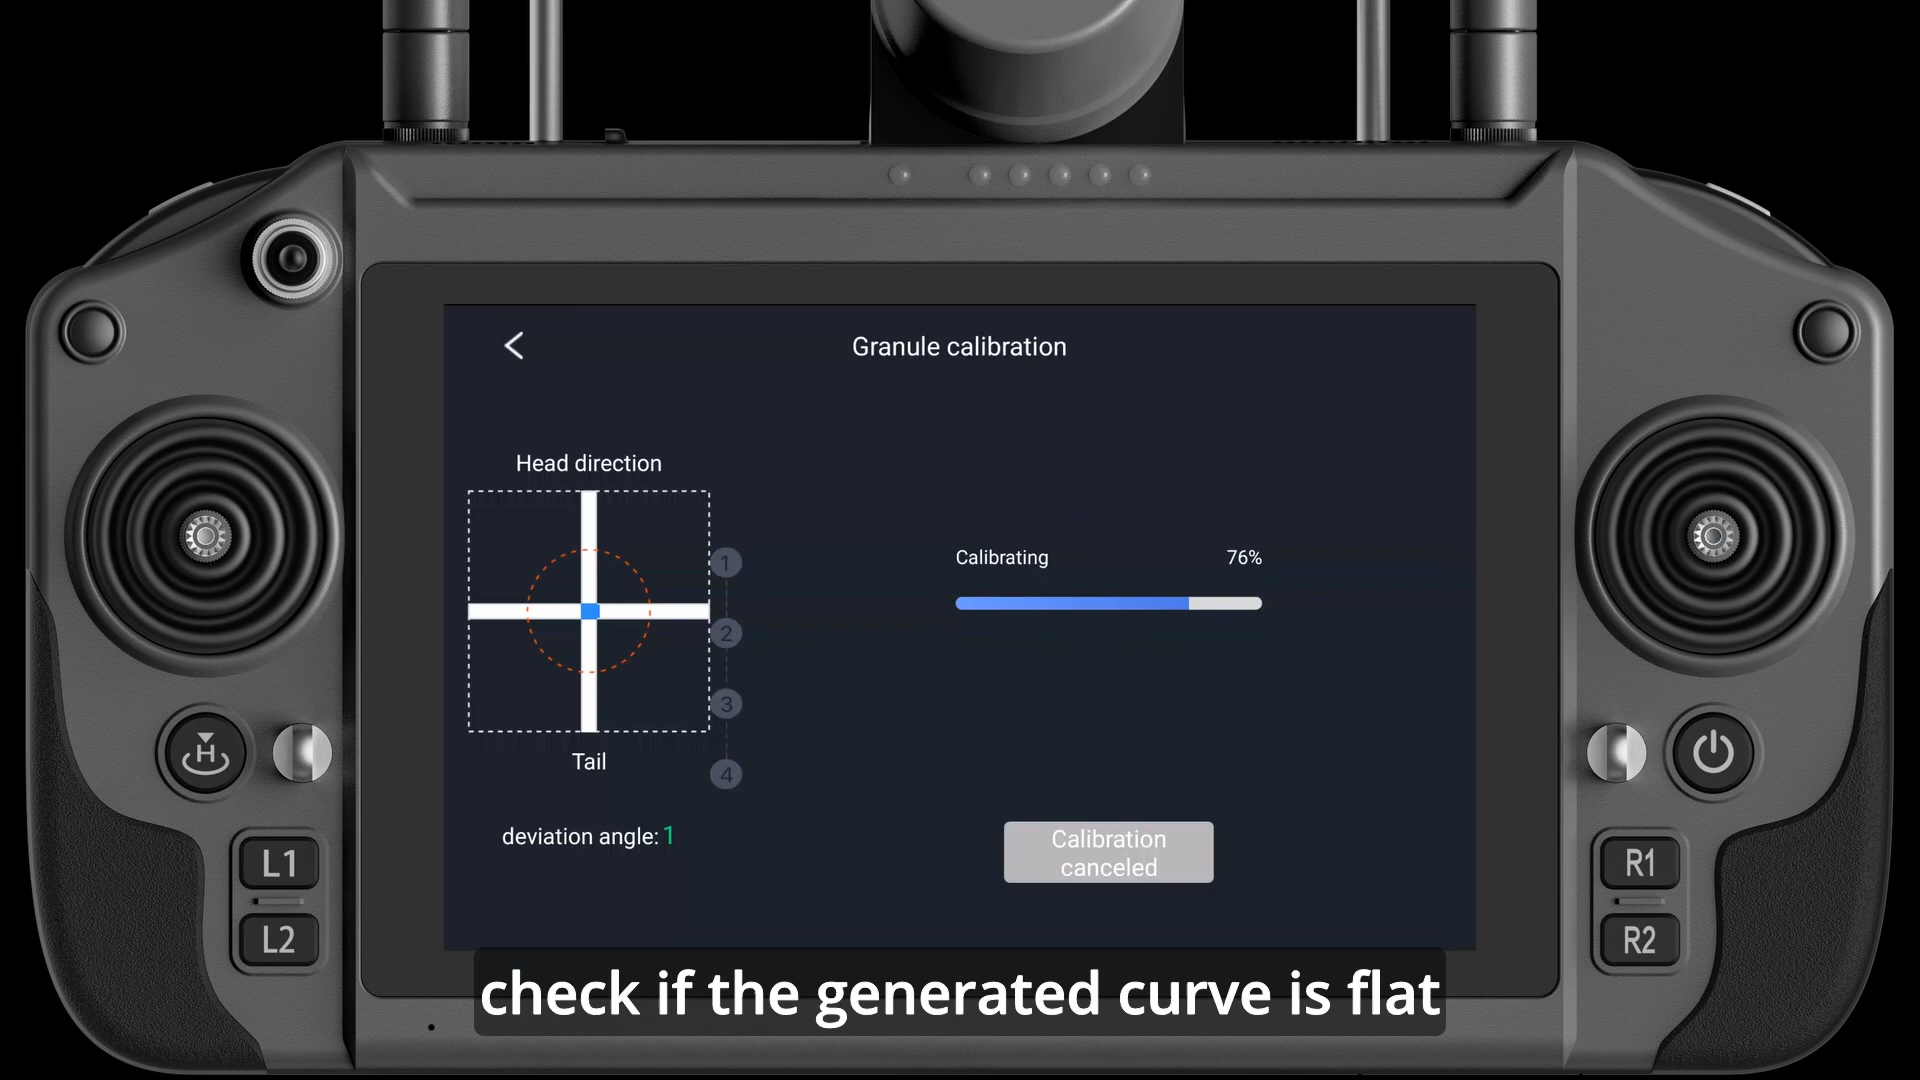 Granule calibration
Head direction
1
2
3
4
Tail
deviation angle: 1
Calibrating 76%
Calibration
canceled
H
L1
L2
R1
R2
check if the generated curve is flat